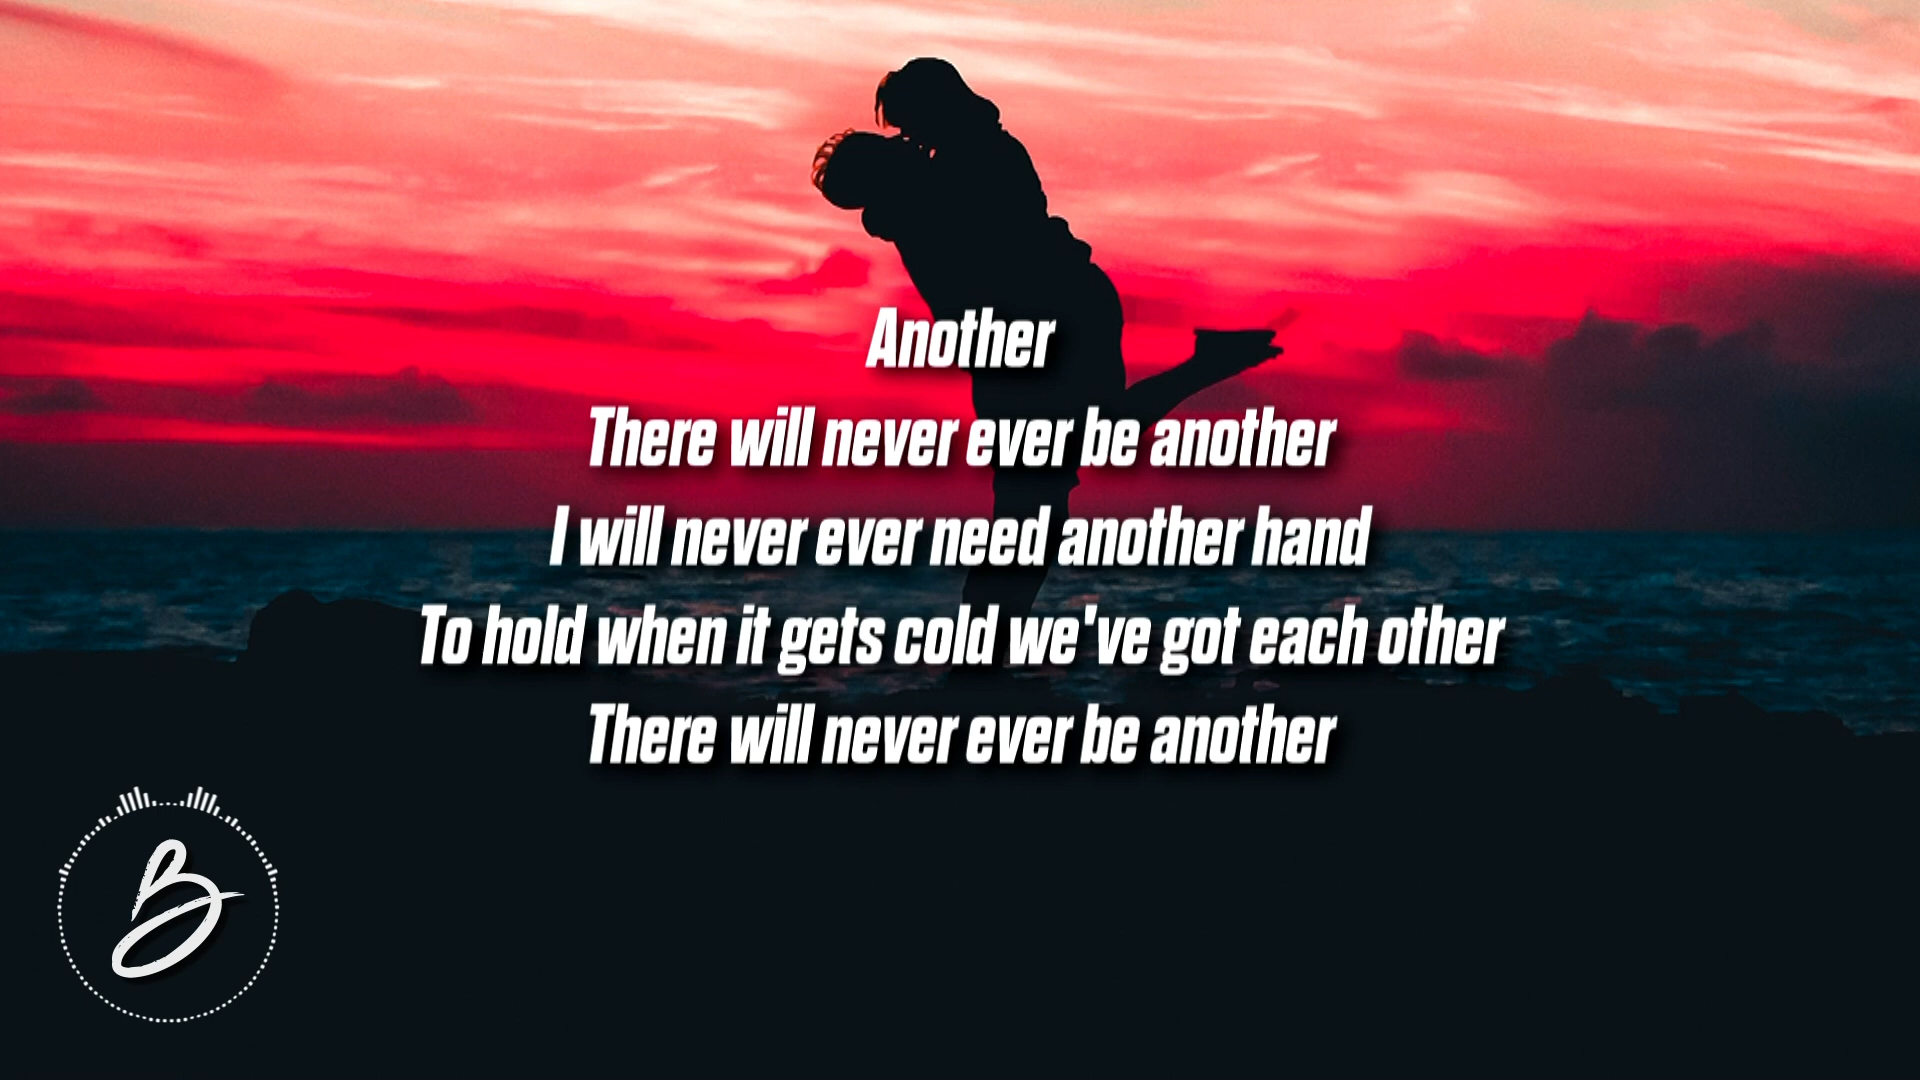 Another
There will never ever be another
I will never ever need another hand
To hold when it gets cold we've got each other
There will never ever be another
B